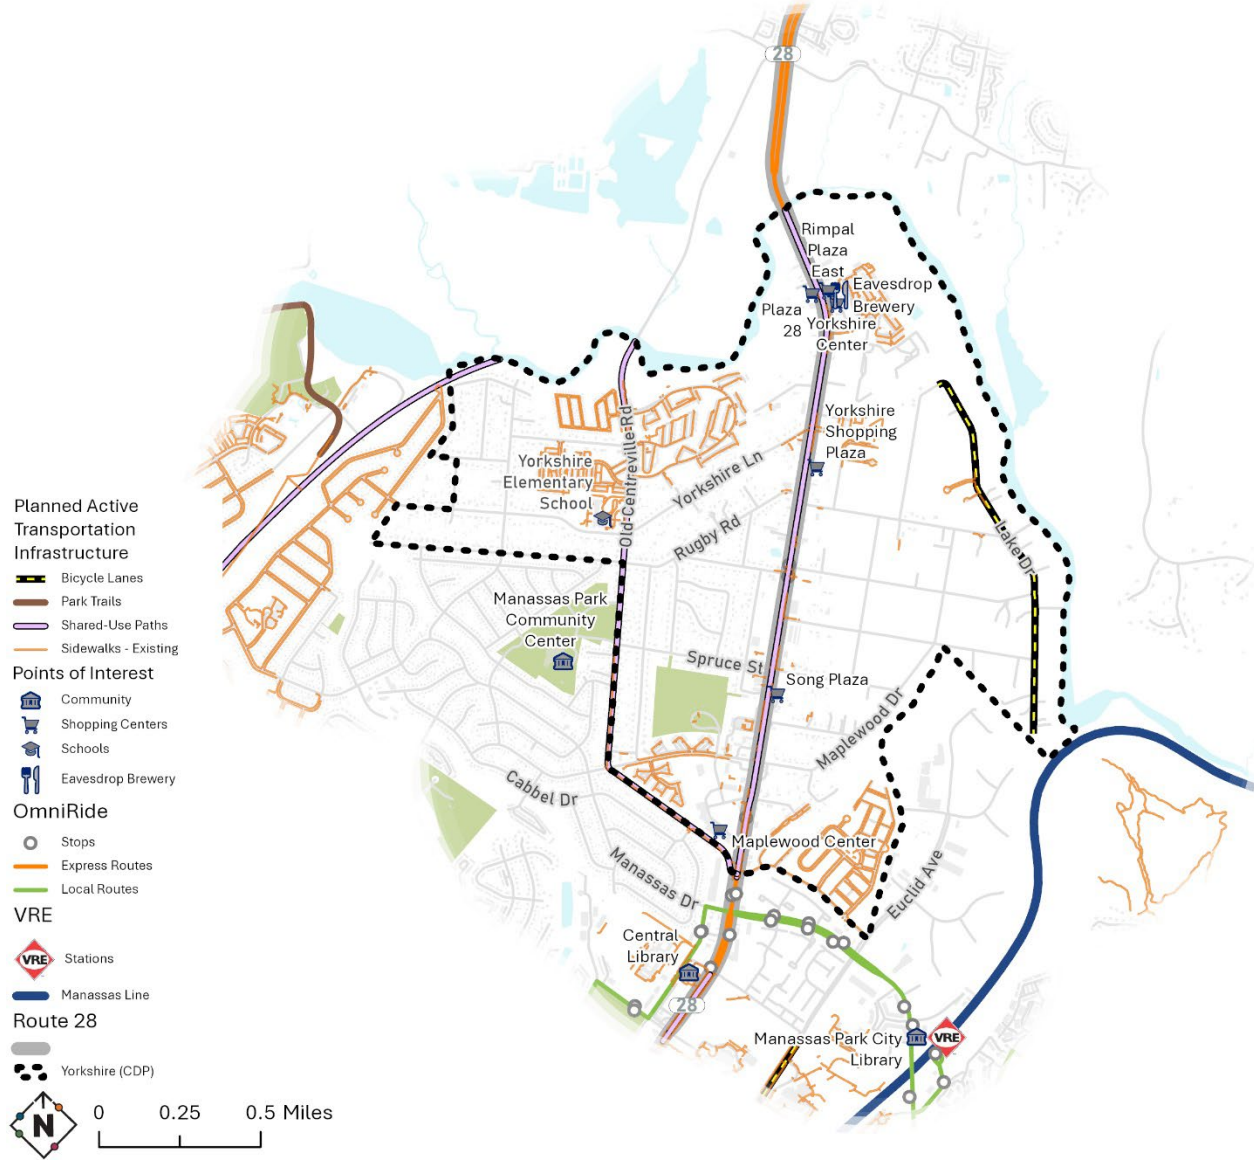 28
Rimpal
Plaza
East
Eavesdrop
Brewery
Plaza
28
Yorkshire
Center
Yorkshire
Shopping
Plaza
Yorkshire
Elementary
School
Old Centreville Rd
Yorkshire Ln
Rugby Rd
Lake Dr
Manassas Park
Community
Center
Spruce St
Song Plaza
Maplewood Dr
Cabbel Dr
Maplewood Center
Manassas Dr
Euclid Ave
Central
Library
28
Manassas Park City
Library
VRE
Planned Active
Transportation
Infrastructure
Bicycle Lanes
Park Trails
Shared-Use Paths
Sidewalks - Existing
Points of Interest
Community
Shopping Centers
Schools
Eavesdrop Brewery
OmniRide
Stops
Express Routes
Local Routes
VRE
VRE
Stations
Manassas Line
Route 28
Yorkshire (CDP)
N
0 0.25 0.5 Miles